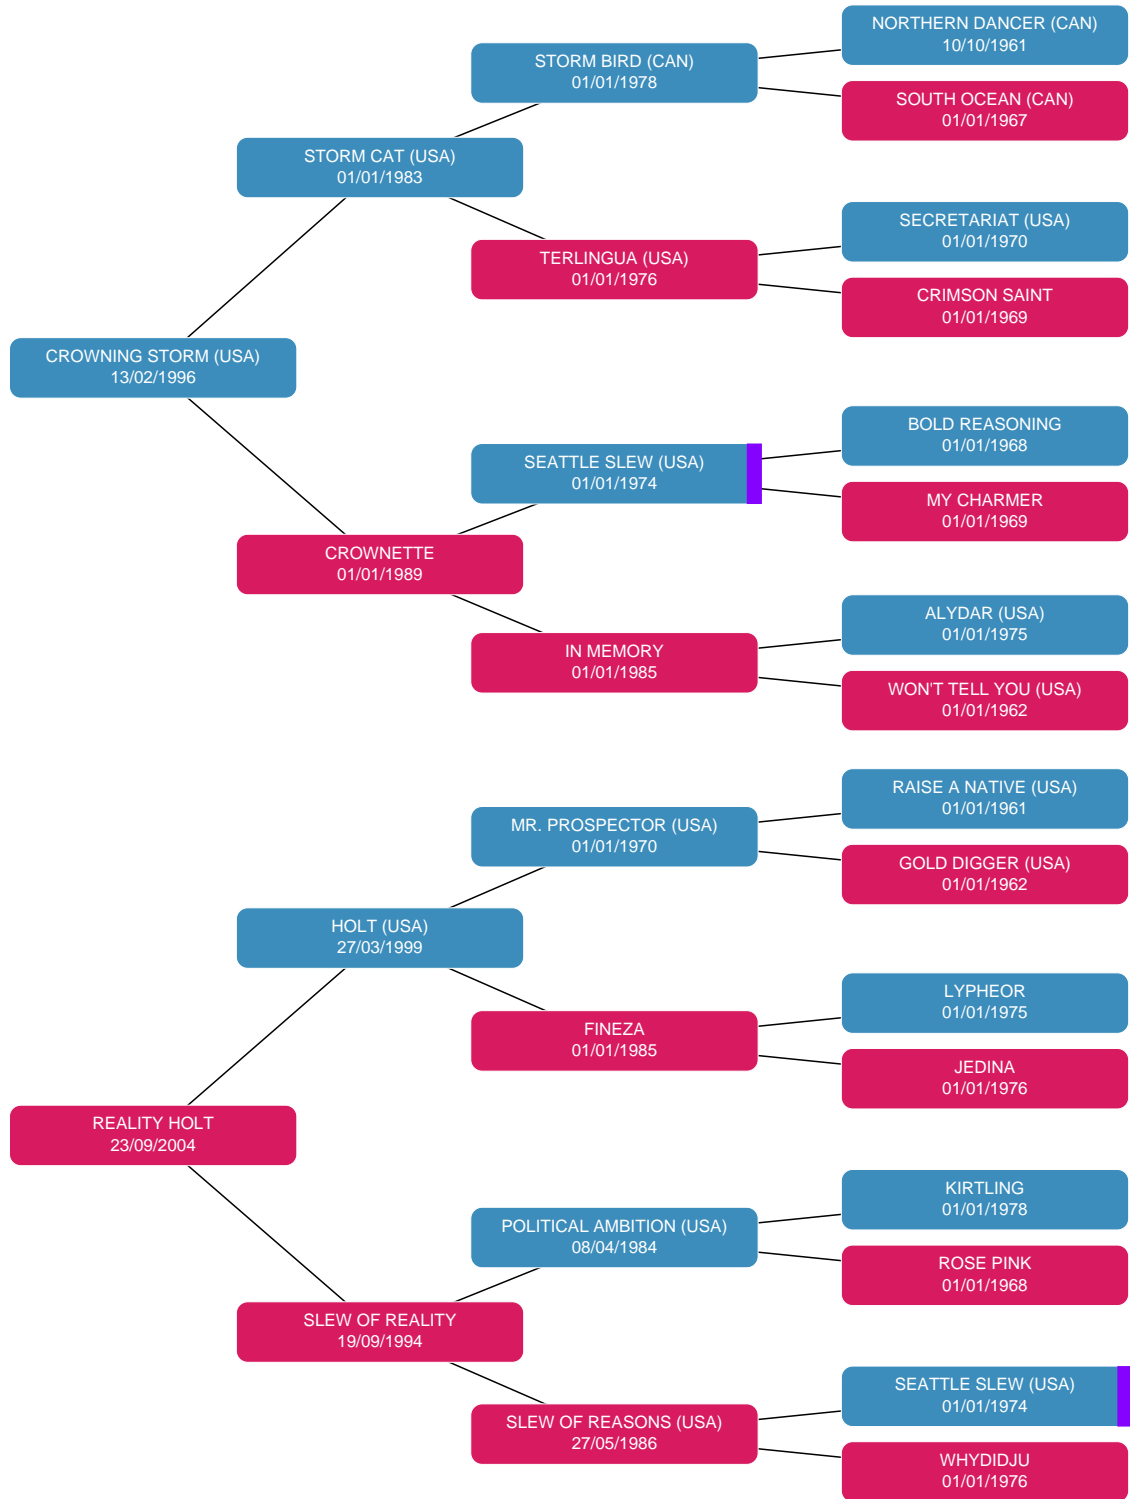 NORTHERN DANCER (CAN)
10/10/1961
STORM BIRD (CAN)
01/01/1978
SOUTH OCEAN (CAN)
01/01/1967
STORM CAT (USA)
01/01/1983
SECRETARIAT (USA)
01/01/1970
TERLINGUA (USA)
01/01/1976
CRIMSON SAINT
01/01/1969
CROWNING STORM (USA)
13/02/1996
BOLD REASONING
01/01/1968
SEATTLE SLEW (USA)
01/01/1974
MY CHARMER
01/01/1969
CROWNETTE
01/01/1989
ALYDAR (USA)
01/01/1975
IN MEMORY
01/01/1985
WON'T TELL YOU (USA)
01/01/1962
RAISE A NATIVE (USA)
01/01/1961
MR. PROSPECTOR (USA)
01/01/1970
GOLD DIGGER (USA)
01/01/1962
HOLT (USA)
27/03/1999
LYPHEOR
01/01/1975
FINEZA
01/01/1985
JEDINA
01/01/1976
REALITY HOLT
23/09/2004
KIRTLING
01/01/1978
POLITICAL AMBITION (USA)
08/04/1984
ROSE PINK
01/01/1968
SLEW OF REALITY
19/09/1994
SEATTLE SLEW (USA)
01/01/1974
SLEW OF REASONS (USA)
27/05/1986
WHYDIDJU
01/01/1976